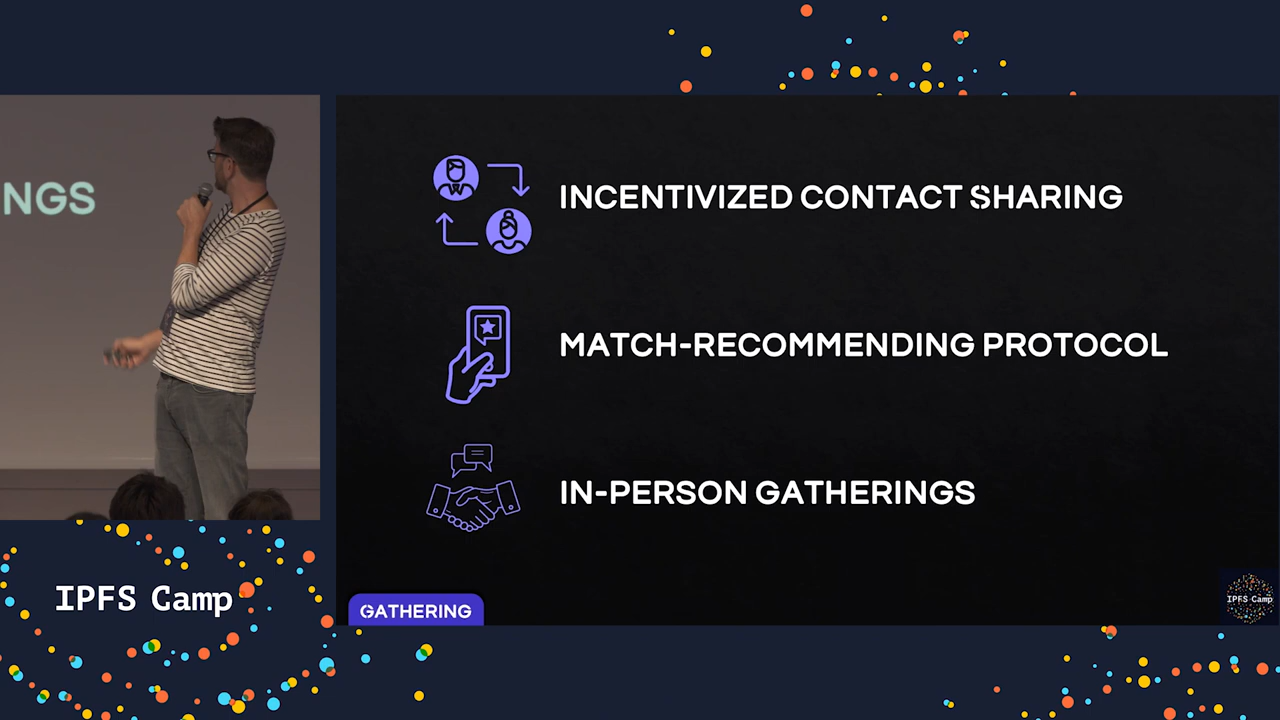 NGS
INCENTIVIZED CONTACT SHARING
MATCH-RECOMMENDING PROTOCOL
IN-PERSON GATHERINGS
GATHERING
IPFS Camp
IPFS Camp